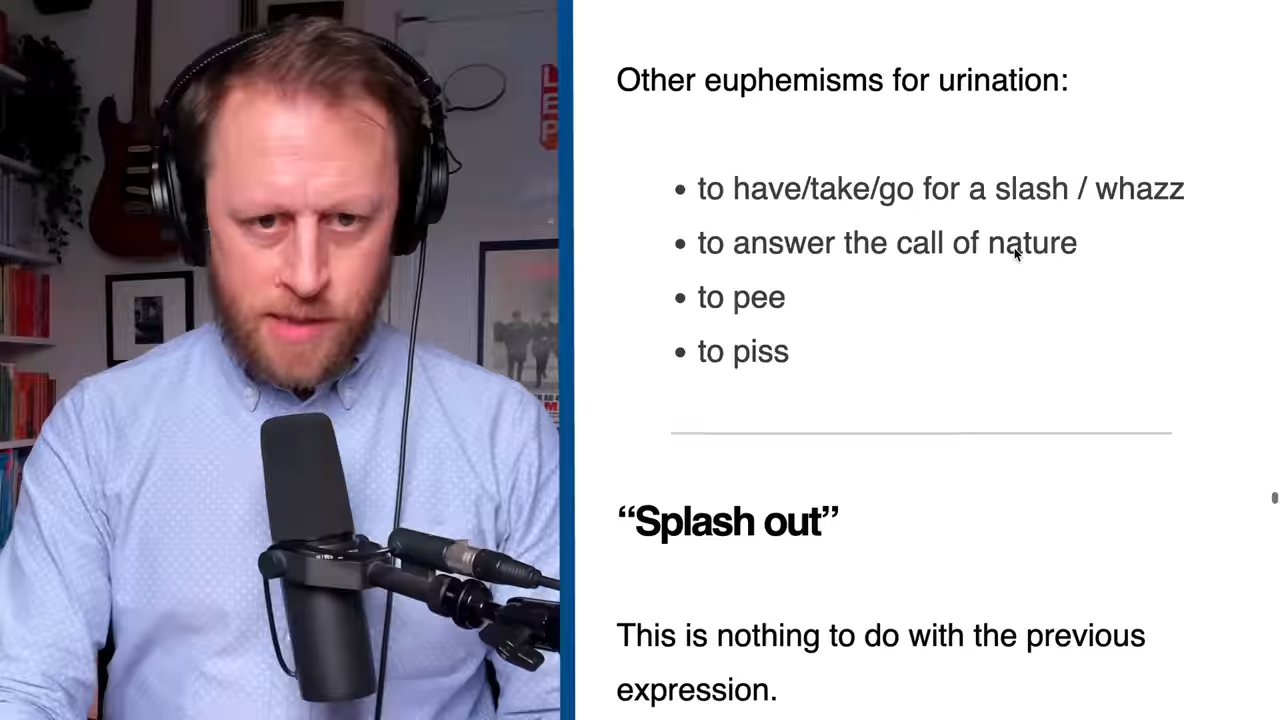 Other euphemisms for urination:
• to have/take/go for a slash / whazz
• to answer the call of nature
• to pee
• to piss
“Splash out”
This is nothing to do with the previous
expression.